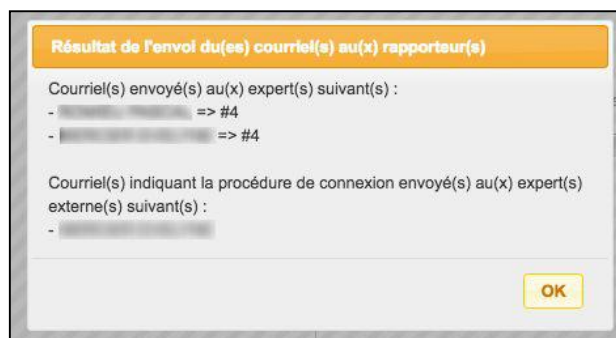 Résultat de l'envoi du(es) courriel(s) au(x) rapporteur(s)
Courriel(s) envoyé(s) au(x) expert(s) suivant(s) :
- => #4
- => #4
Courriel(s) indiquant la procédure de connexion envoyé(s) au(x) expert(s)
externe(s) suivant(s) :
-
OK